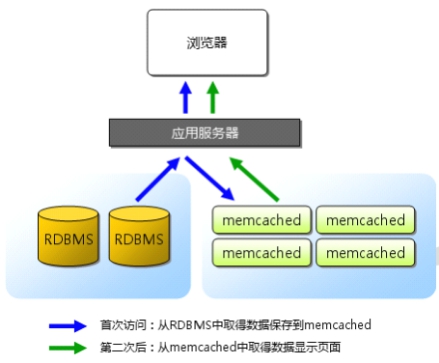 浏览器
应用服务器
RDBMS RDBMS
memcached memcached
memcached memcached
首次访问：从RDBMS中取得数据保存到memcached
第二次后：从memcached中取得数据显示页面